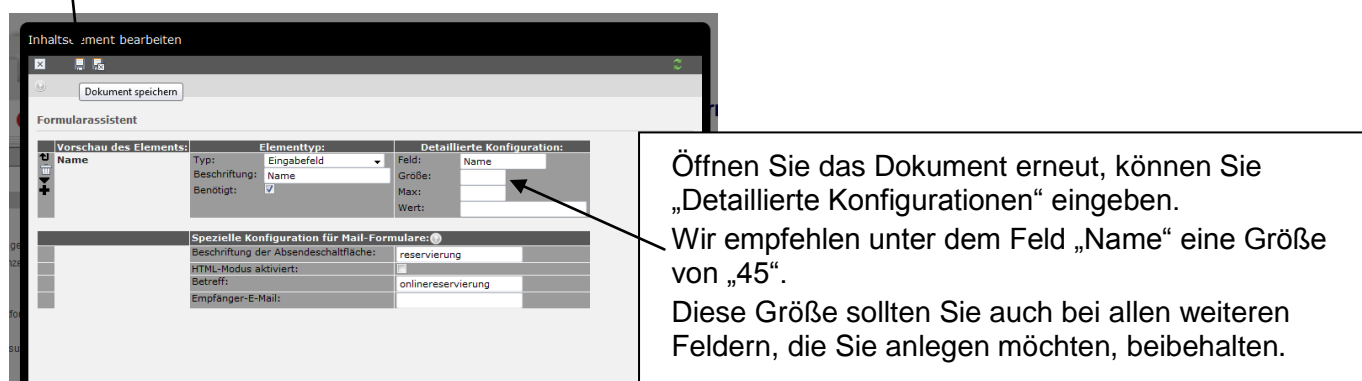 Inhaltselement bearbeiten
Dokument speichern
Formularassistent
Vorschau des Elements: Elementtyp: Detaillierte Konfiguration:
Name Typ: Eingabefeld Feld: Name
Beschriftung: Name Größe:
Benötigt: Max:
Wert:
Spezielle Konfiguration für Mail-Formulare:
Beschriftung der Absendeschaltfläche: reservierung
HTML-Modus aktiviert:
Betreff: onlinereservierung
Empfänger-E-Mail:
Öffnen Sie das Dokument erneut, können Sie
„Detaillierte Konfigurationen“ eingeben.
Wir empfehlen unter dem Feld „Name“ eine Größe
von „45“.
Diese Größe sollten Sie auch bei allen weiteren
Feldern, die Sie anlegen möchten, beibehalten.